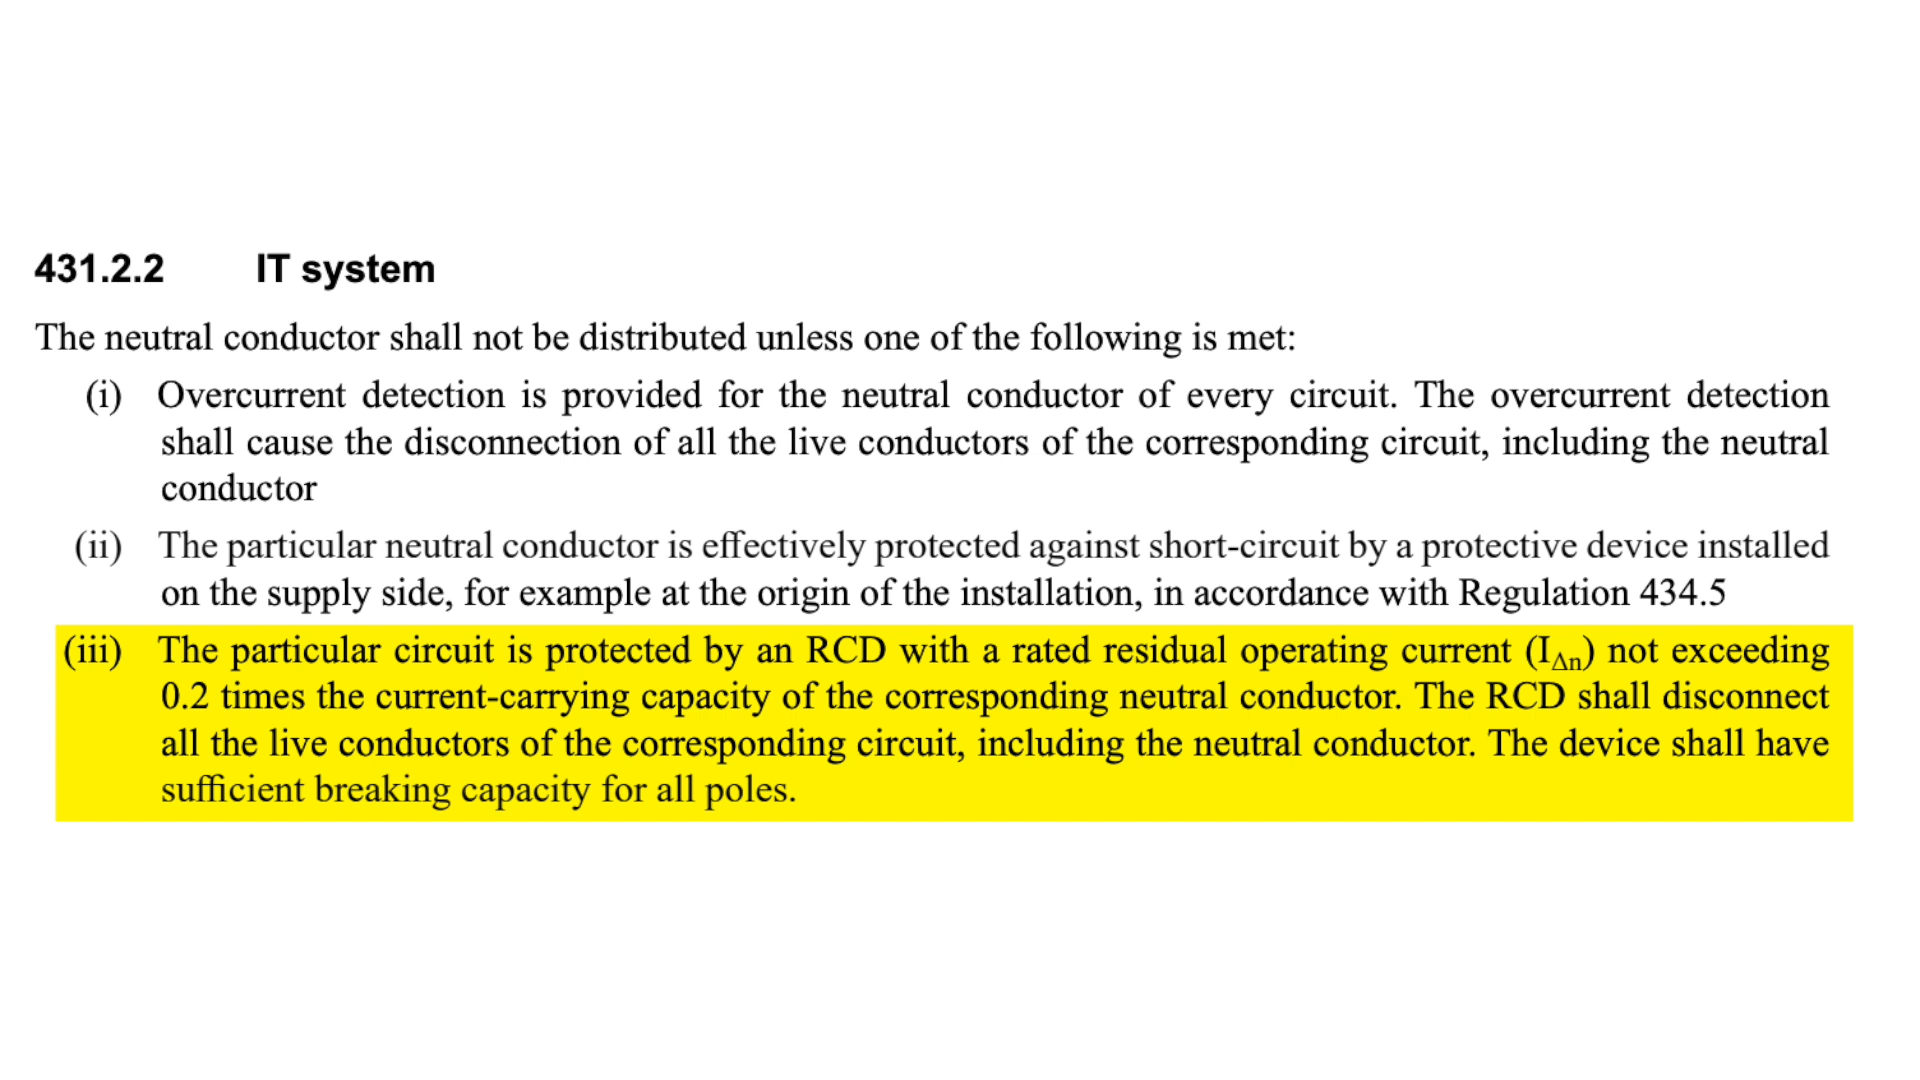 431.2.2 IT system
The neutral conductor shall not be distributed unless one of the following is met:
(i) Overcurrent detection is provided for the neutral conductor of every circuit. The overcurrent detection
shall cause the disconnection of all the live conductors of the corresponding circuit, including the neutral
conductor
(ii) The particular neutral conductor is effectively protected against short-circuit by a protective device installed
on the supply side, for example at the origin of the installation, in accordance with Regulation 434.5
(iii) The particular circuit is protected by an RCD with a rated residual operating current (IΔn) not exceeding
0.2 times the current-carrying capacity of the corresponding neutral conductor. The RCD shall disconnect
all the live conductors of the corresponding circuit, including the neutral conductor. The device shall have
sufficient breaking capacity for all poles.